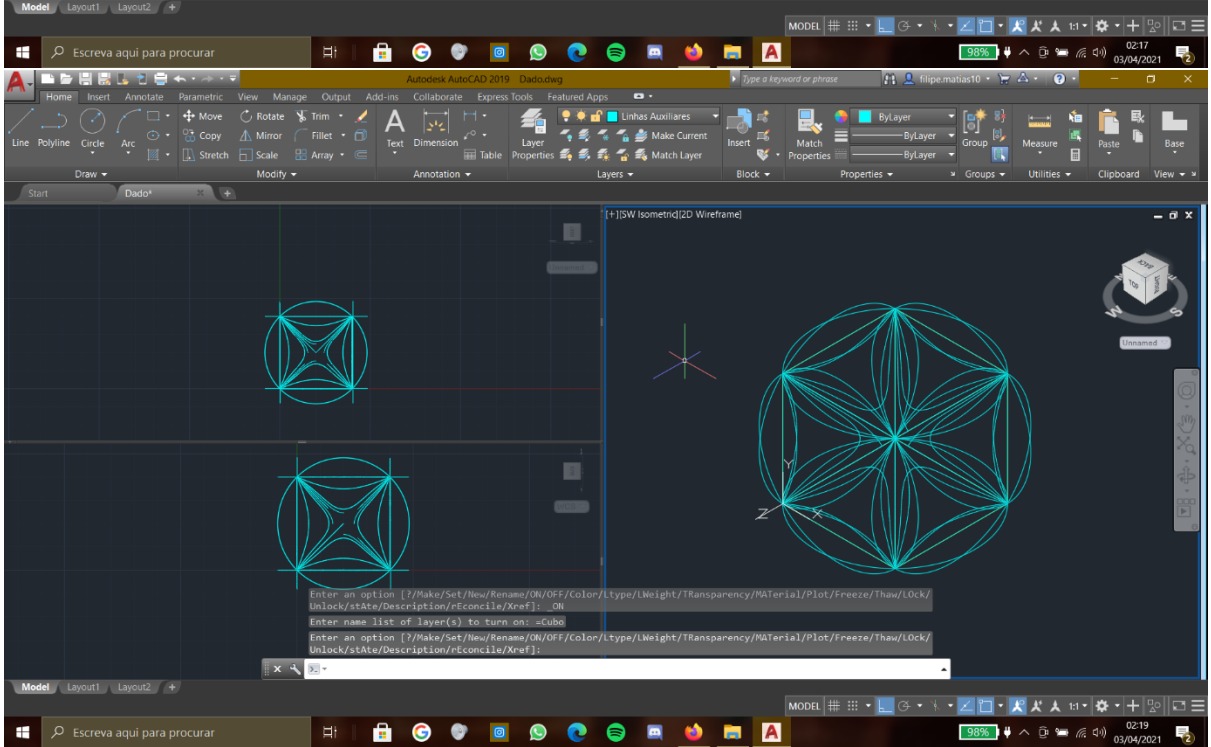 Model Layout1 Layout2 +
MODEL 1:1
Escreva aqui para procurar
98% 02:17
03/04/2021
2
A Autodesk AutoCAD 2019 Dado.dwg Type a keyword or phrase filipe.matias10
Home Insert Annotate Parametric View Manage Output Add-ins Collaborate Express Tools Featured Apps
Move Rotate Trim Linhas Auxiliares ByLayer
Copy Mirror Fillet Make Current ByLayer
Line Polyline Circle Arc Text Dimension Layer Properties Insert Match Properties Group Measure Paste Base
Stretch Scale Array Table Match Layer ByLayer
Draw Modify Annotation Layers Block Properties Groups Utilities Clipboard View
Start Dado* +
[+][SW Isometric][2D Wireframe]
BACK
TOP RIGHT
W S
Unnamed
Y
Z X
Enter an option [?/Make/Set/New/Rename/ON/OFF/Color/Ltype/LWeight/TRansparency/MATerial/Plot/Freeze/Thaw/LOck/
Unlock/stAte/Description/rEconcile/Xref]: _ON
Enter name list of layer(s) to turn on: =Cubo
Enter an option [?/Make/Set/New/Rename/ON/OFF/Color/Ltype/LWeight/TRansparency/MATerial/Plot/Freeze/Thaw/LOck/
Unlock/stAte/Description/rEconcile/Xref]:
Model Layout1 Layout2 +
MODEL 1:1
Escreva aqui para procurar
98% 02:19
03/04/2021
2